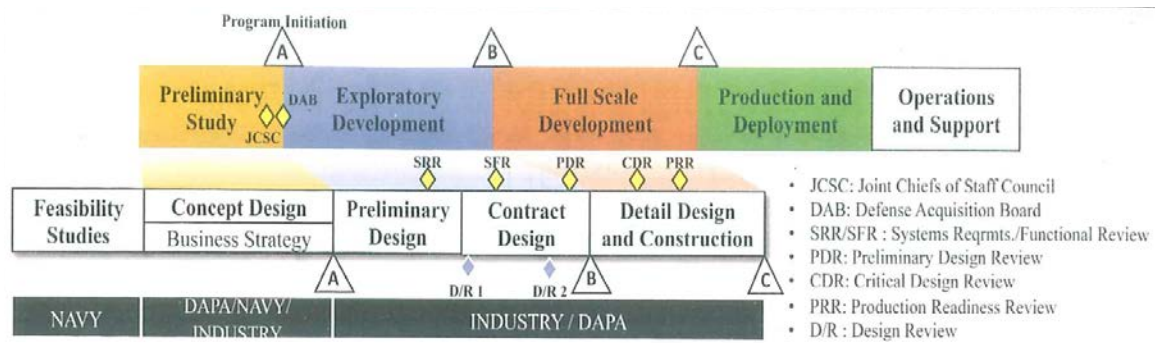 Program Initiation
A
B
C
Preliminary
Study
JCSC
DAB
Exploratory
Development
Full Scale
Development
Production and
Deployment
Operations
and Support
SRR
SFR
PDR
CDR
PRR
Feasibility
Studies
Concept Design
Business Strategy
Preliminary
Design
Contract
Design
Detail Design
and Construction
A
D/R 1
D/R 2
B
C
NAVY
DAPA/NAVY/
INDUSTRY
INDUSTRY / DAPA
• JCSC: Joint Chiefs of Staff Council
• DAB: Defense Acquisition Board
• SRR/SFR : Systems Reqrmts./Functional Review
• PDR: Preliminary Design Review
• CDR: Critical Design Review
• PRR: Production Readiness Review
• D/R : Design Review